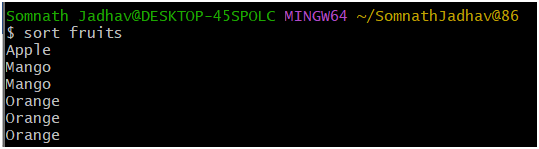 Somnath Jadhav@DESKTOP-45SPOLC MINGW64 ~/SomnathJadhav@86
$ sort fruits
Apple
Mango
Mango
Orange
Orange
Orange